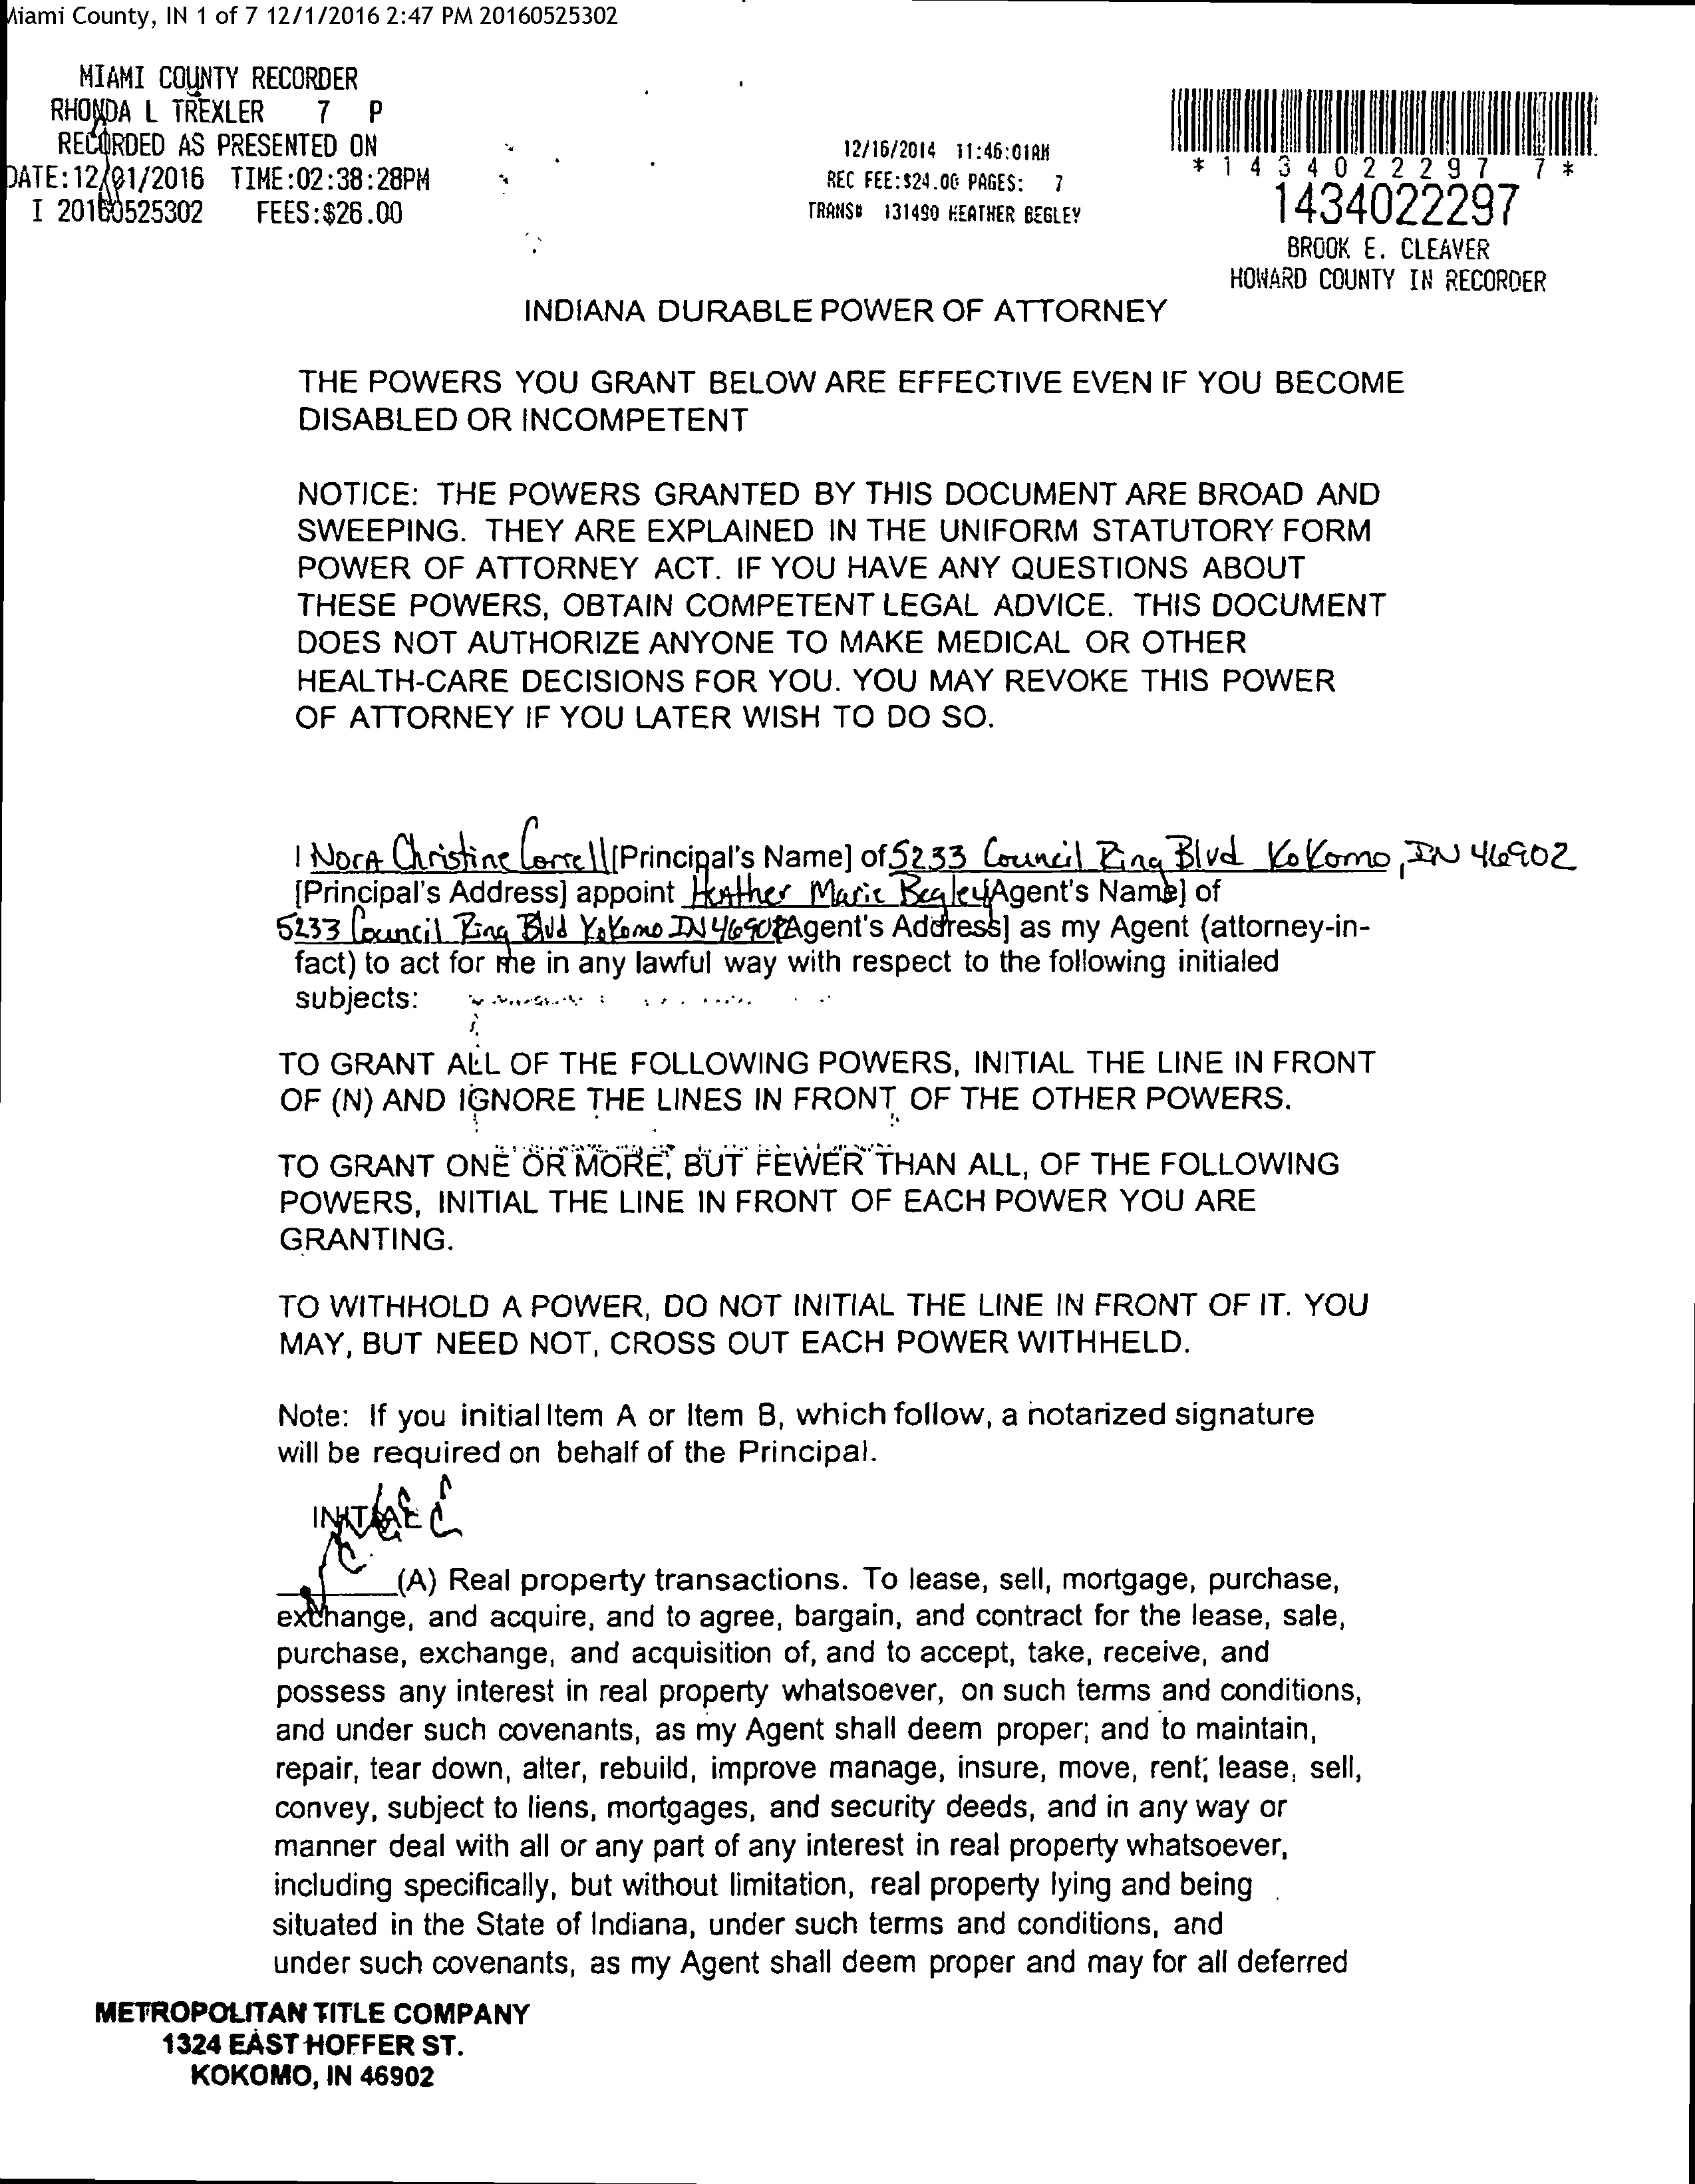 Miami County, IN 1 of 7 12/1/2016 2:47 PM 20160525302
MIAMI COUNTY RECORDER
RHONDA L TREXLER 7 P
RECORDED AS PRESENTED ON
DATE:12/01/2016 TIME:02:38:28PM
I 20160525302 FEES:$26.00
12/16/2014 11:46:01AM
REC FEE:$24.00 PAGES: 7
TRANS# 131490 HEATHER BEGLEY
*1434022297 7*
1434022297
BROOK E. CLEAVER
HOWARD COUNTY IN RECORDER
INDIANA DURABLE POWER OF ATTORNEY
THE POWERS YOU GRANT BELOW ARE EFFECTIVE EVEN IF YOU BECOME
DISABLED OR INCOMPETENT
NOTICE: THE POWERS GRANTED BY THIS DOCUMENT ARE BROAD AND
SWEEPING. THEY ARE EXPLAINED IN THE UNIFORM STATUTORY FORM
POWER OF ATTORNEY ACT. IF YOU HAVE ANY QUESTIONS ABOUT
THESE POWERS, OBTAIN COMPETENT LEGAL ADVICE. THIS DOCUMENT
DOES NOT AUTHORIZE ANYONE TO MAKE MEDICAL OR OTHER
HEALTH-CARE DECISIONS FOR YOU. YOU MAY REVOKE THIS POWER
OF ATTORNEY IF YOU LATER WISH TO DO SO.
I Nora Christine Correll [Principal's Name] of 5233 Council Ring Blvd Kokomo, IN 46902
[Principal's Address] appoint Heather Marie Begley [Agent's Name] of
5233 Council Ring Blvd Kokomo IN 46902 [Agent's Address] as my Agent (attorney-in-
fact) to act for me in any lawful way with respect to the following initialed
subjects:
TO GRANT ALL OF THE FOLLOWING POWERS, INITIAL THE LINE IN FRONT
OF (N) AND IGNORE THE LINES IN FRONT OF THE OTHER POWERS.
TO GRANT ONE OR MORE, BUT FEWER THAN ALL, OF THE FOLLOWING
POWERS, INITIAL THE LINE IN FRONT OF EACH POWER YOU ARE
GRANTING.
TO WITHHOLD A POWER, DO NOT INITIAL THE LINE IN FRONT OF IT. YOU
MAY, BUT NEED NOT, CROSS OUT EACH POWER WITHHELD.
Note: If you initial Item A or Item B, which follow, a notarized signature
will be required on behalf of the Principal.
INITIAL
(A) Real property transactions. To lease, sell, mortgage, purchase,
exchange, and acquire, and to agree, bargain, and contract for the lease, sale,
purchase, exchange, and acquisition of, and to accept, take, receive, and
possess any interest in real property whatsoever, on such terms and conditions,
and under such covenants, as my Agent shall deem proper; and to maintain,
repair, tear down, alter, rebuild, improve manage, insure, move, rent; lease, sell,
convey, subject to liens, mortgages, and security deeds, and in any way or
manner deal with all or any part of any interest in real property whatsoever,
including specifically, but without limitation, real property lying and being
situated in the State of Indiana, under such terms and conditions, and
under such covenants, as my Agent shall deem proper and may for all deferred
METROPOLITAN TITLE COMPANY
1324 EAST HOFFER ST.
KOKOMO, IN 46902